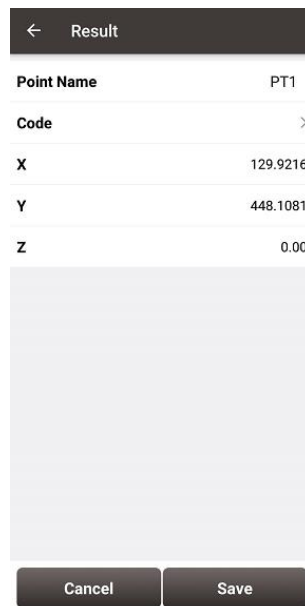 Result
Point Name PT1
Code
X 129.9216
Y 448.1081
Z 0.00
Cancel Save